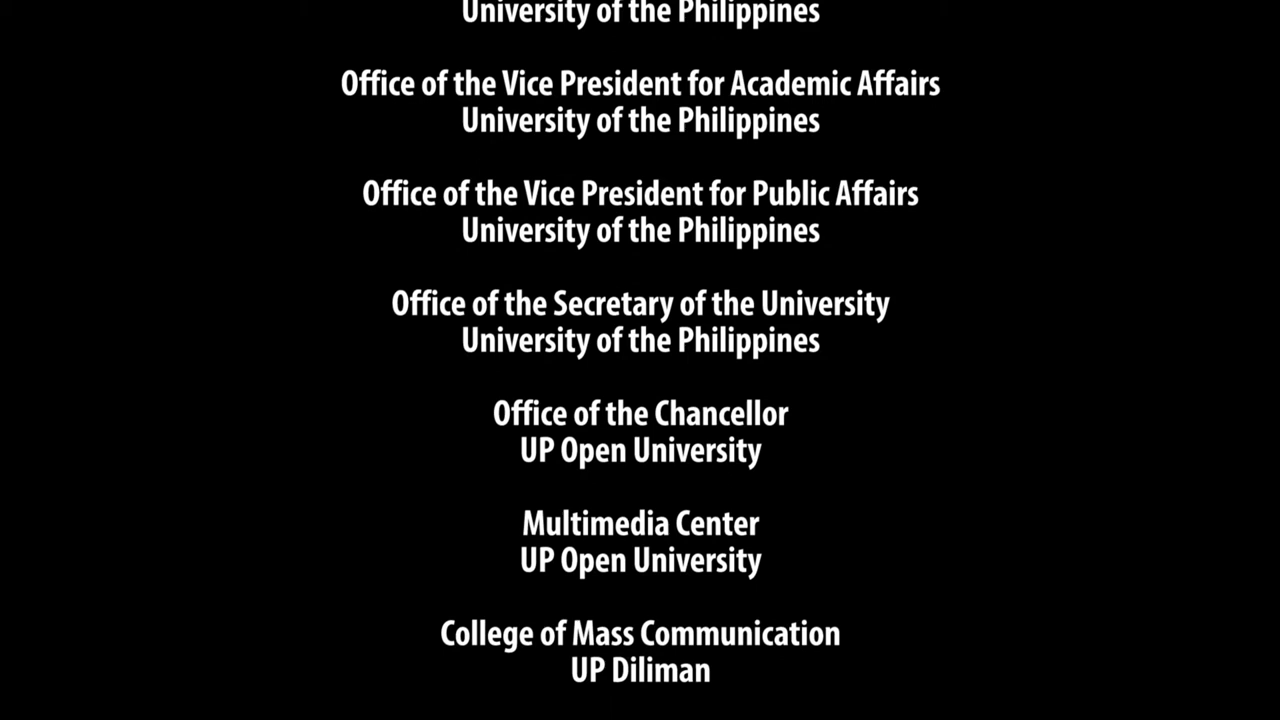 University of the Philippines
Office of the Vice President for Academic Affairs
University of the Philippines
Office of the Vice President for Public Affairs
University of the Philippines
Office of the Secretary of the University
University of the Philippines
Office of the Chancellor
UP Open University
Multimedia Center
UP Open University
College of Mass Communication
UP Diliman